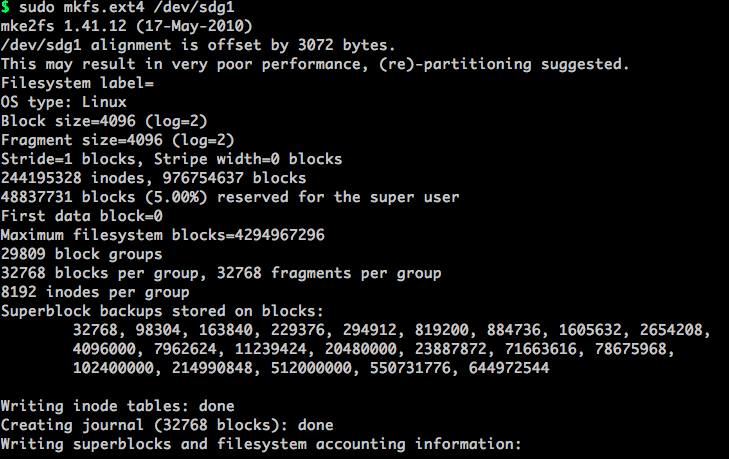 $ sudo mkfs.ext4 /dev/sdg1
mke2fs 1.41.12 (17-May-2010)
/dev/sdg1 alignment is offset by 3072 bytes.
This may result in very poor performance, (re)-partitioning suggested.
Filesystem label=
OS type: Linux
Block size=4096 (log=2)
Fragment size=4096 (log=2)
Stride=1 blocks, Stripe width=0 blocks
244195328 inodes, 976754637 blocks
48837731 blocks (5.00%) reserved for the super user
First data block=0
Maximum filesystem blocks=4294967296
29809 block groups
32768 blocks per group, 32768 fragments per group
8192 inodes per group
Superblock backups stored on blocks:
32768, 98304, 163840, 229376, 294912, 819200, 884736, 1605632, 2654208,
4096000, 7962624, 11239424, 20480000, 23887872, 71663616, 78675968,
102400000, 214990848, 512000000, 550731776, 644972544
Writing inode tables: done
Creating journal (32768 blocks): done
Writing superblocks and filesystem accounting information: